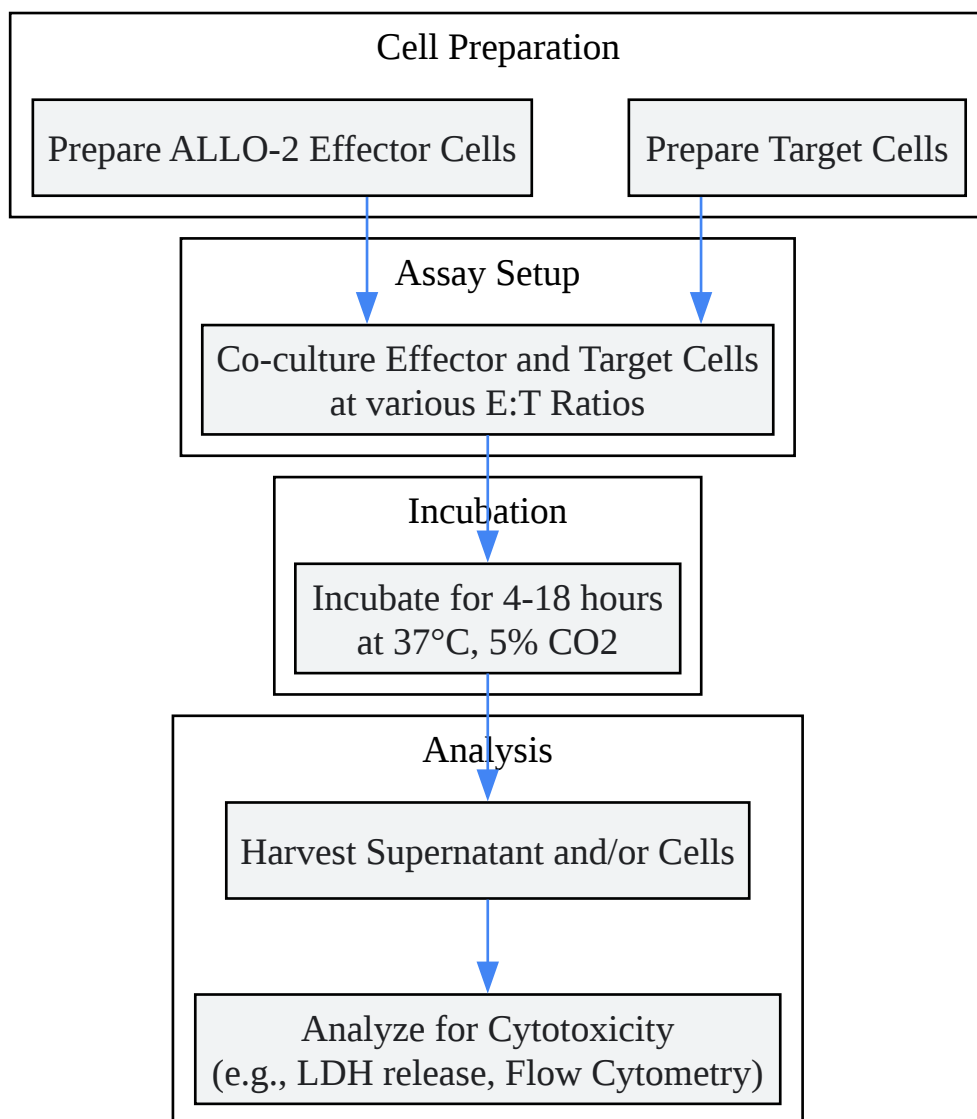 Cell Preparation
Prepare ALLO-2 Effector Cells
Prepare Target Cells
Assay Setup
Co-culture Effector and Target Cells
at various E:T Ratios
Incubation
Incubate for 4-18 hours
at 37°C, 5% CO2
Analysis
Harvest Supernatant and/or Cells
Analyze for Cytotoxicity
(e.g., LDH release, Flow Cytometry)